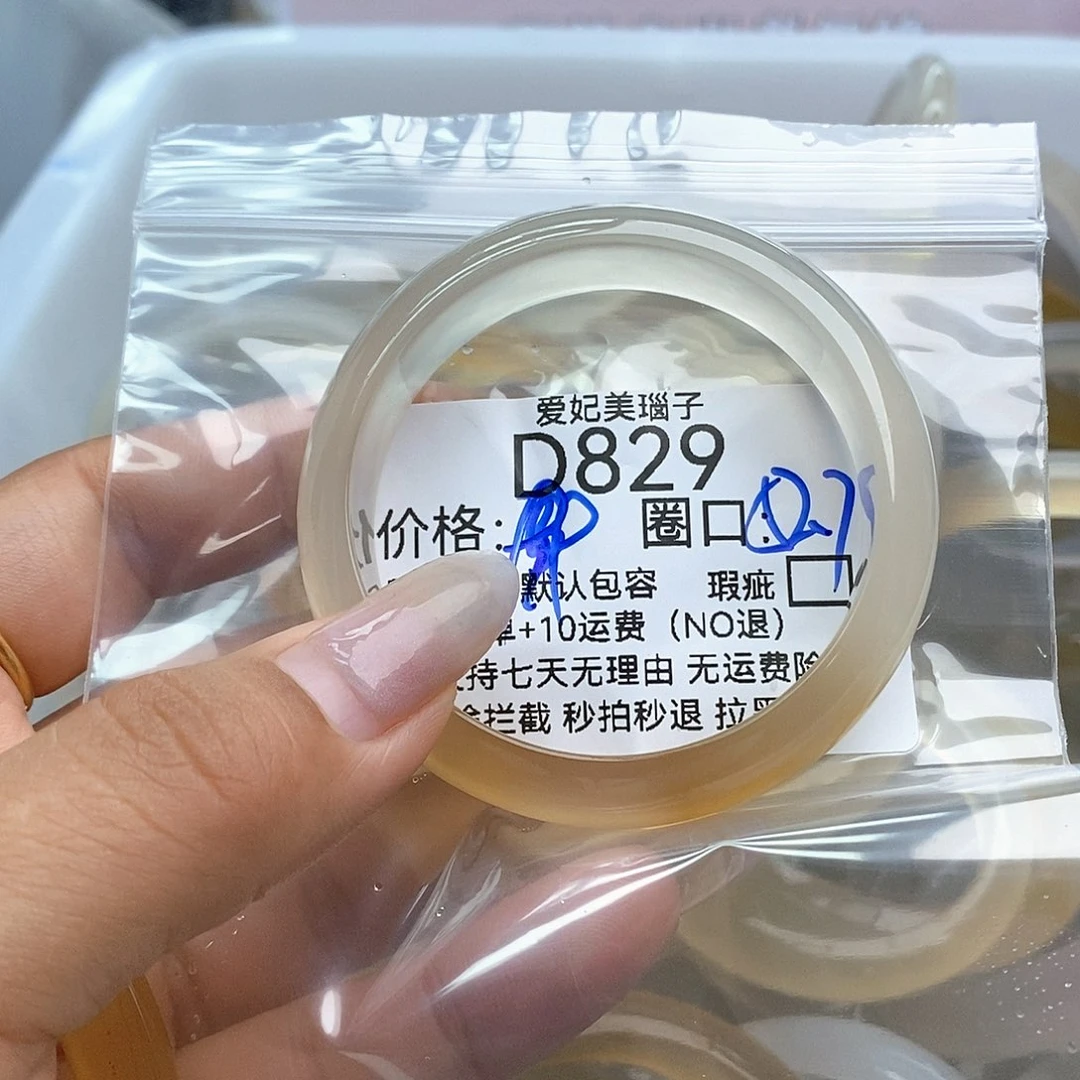 爱妃美瑙子
D829
价格: 圈口:
默认包容 瑕疵
单+10运费（NO退）
持七天无理由 无运费险
拦截 秒拍秒退 拉黑